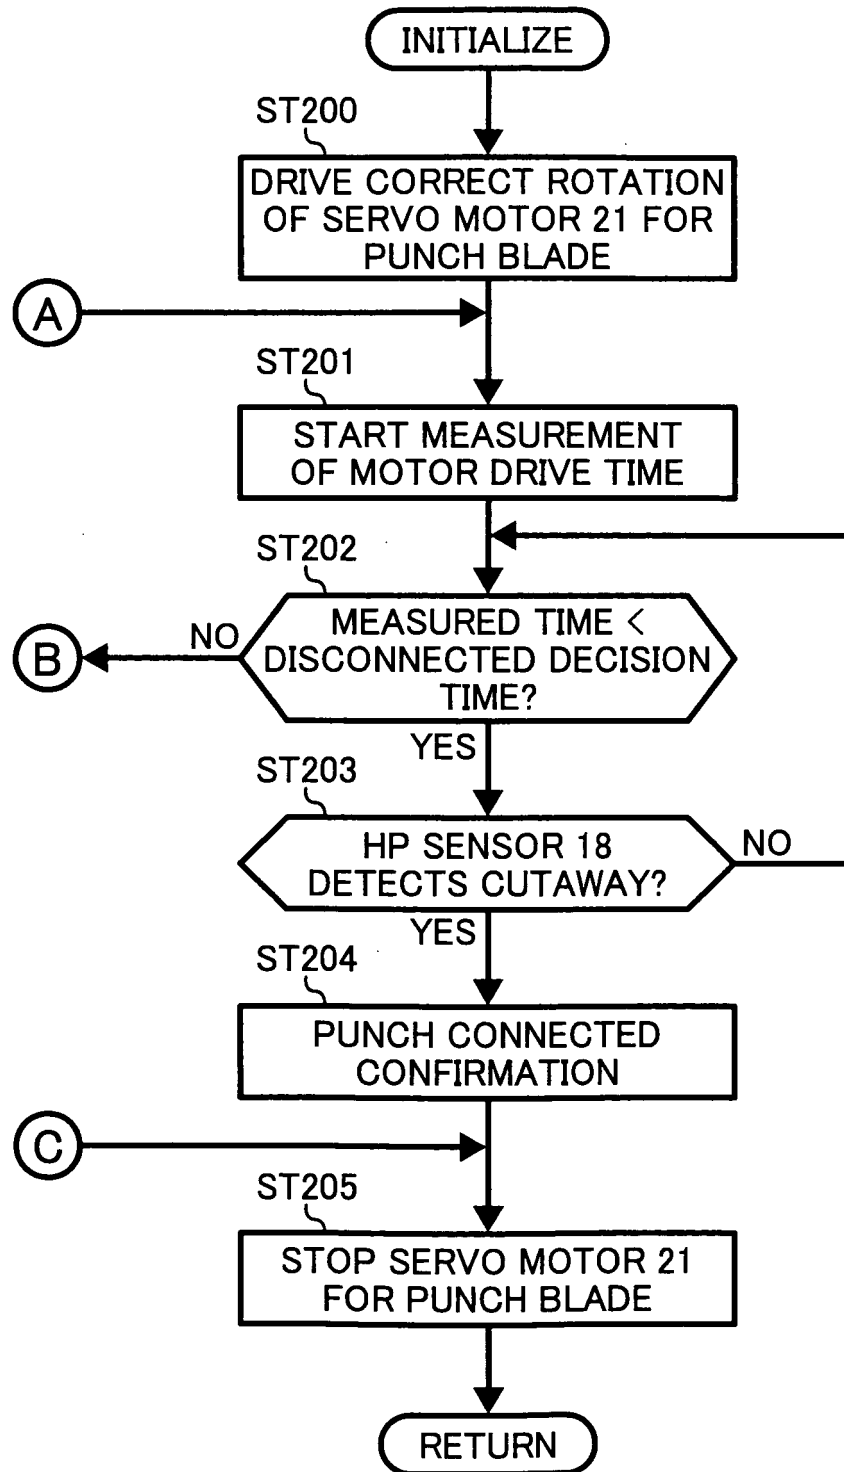 INITIALIZE
ST200
DRIVE CORRECT ROTATION
OF SERVO MOTOR 21 FOR
PUNCH BLADE
A
ST201
START MEASUREMENT
OF MOTOR DRIVE TIME
ST202
MEASURED TIME <
DISCONNECTED DECISION
TIME?
NO
B
YES
ST203
HP SENSOR 18
DETECTS CUTAWAY?
NO
YES
ST204
PUNCH CONNECTED
CONFIRMATION
C
ST205
STOP SERVO MOTOR 21
FOR PUNCH BLADE
RETURN